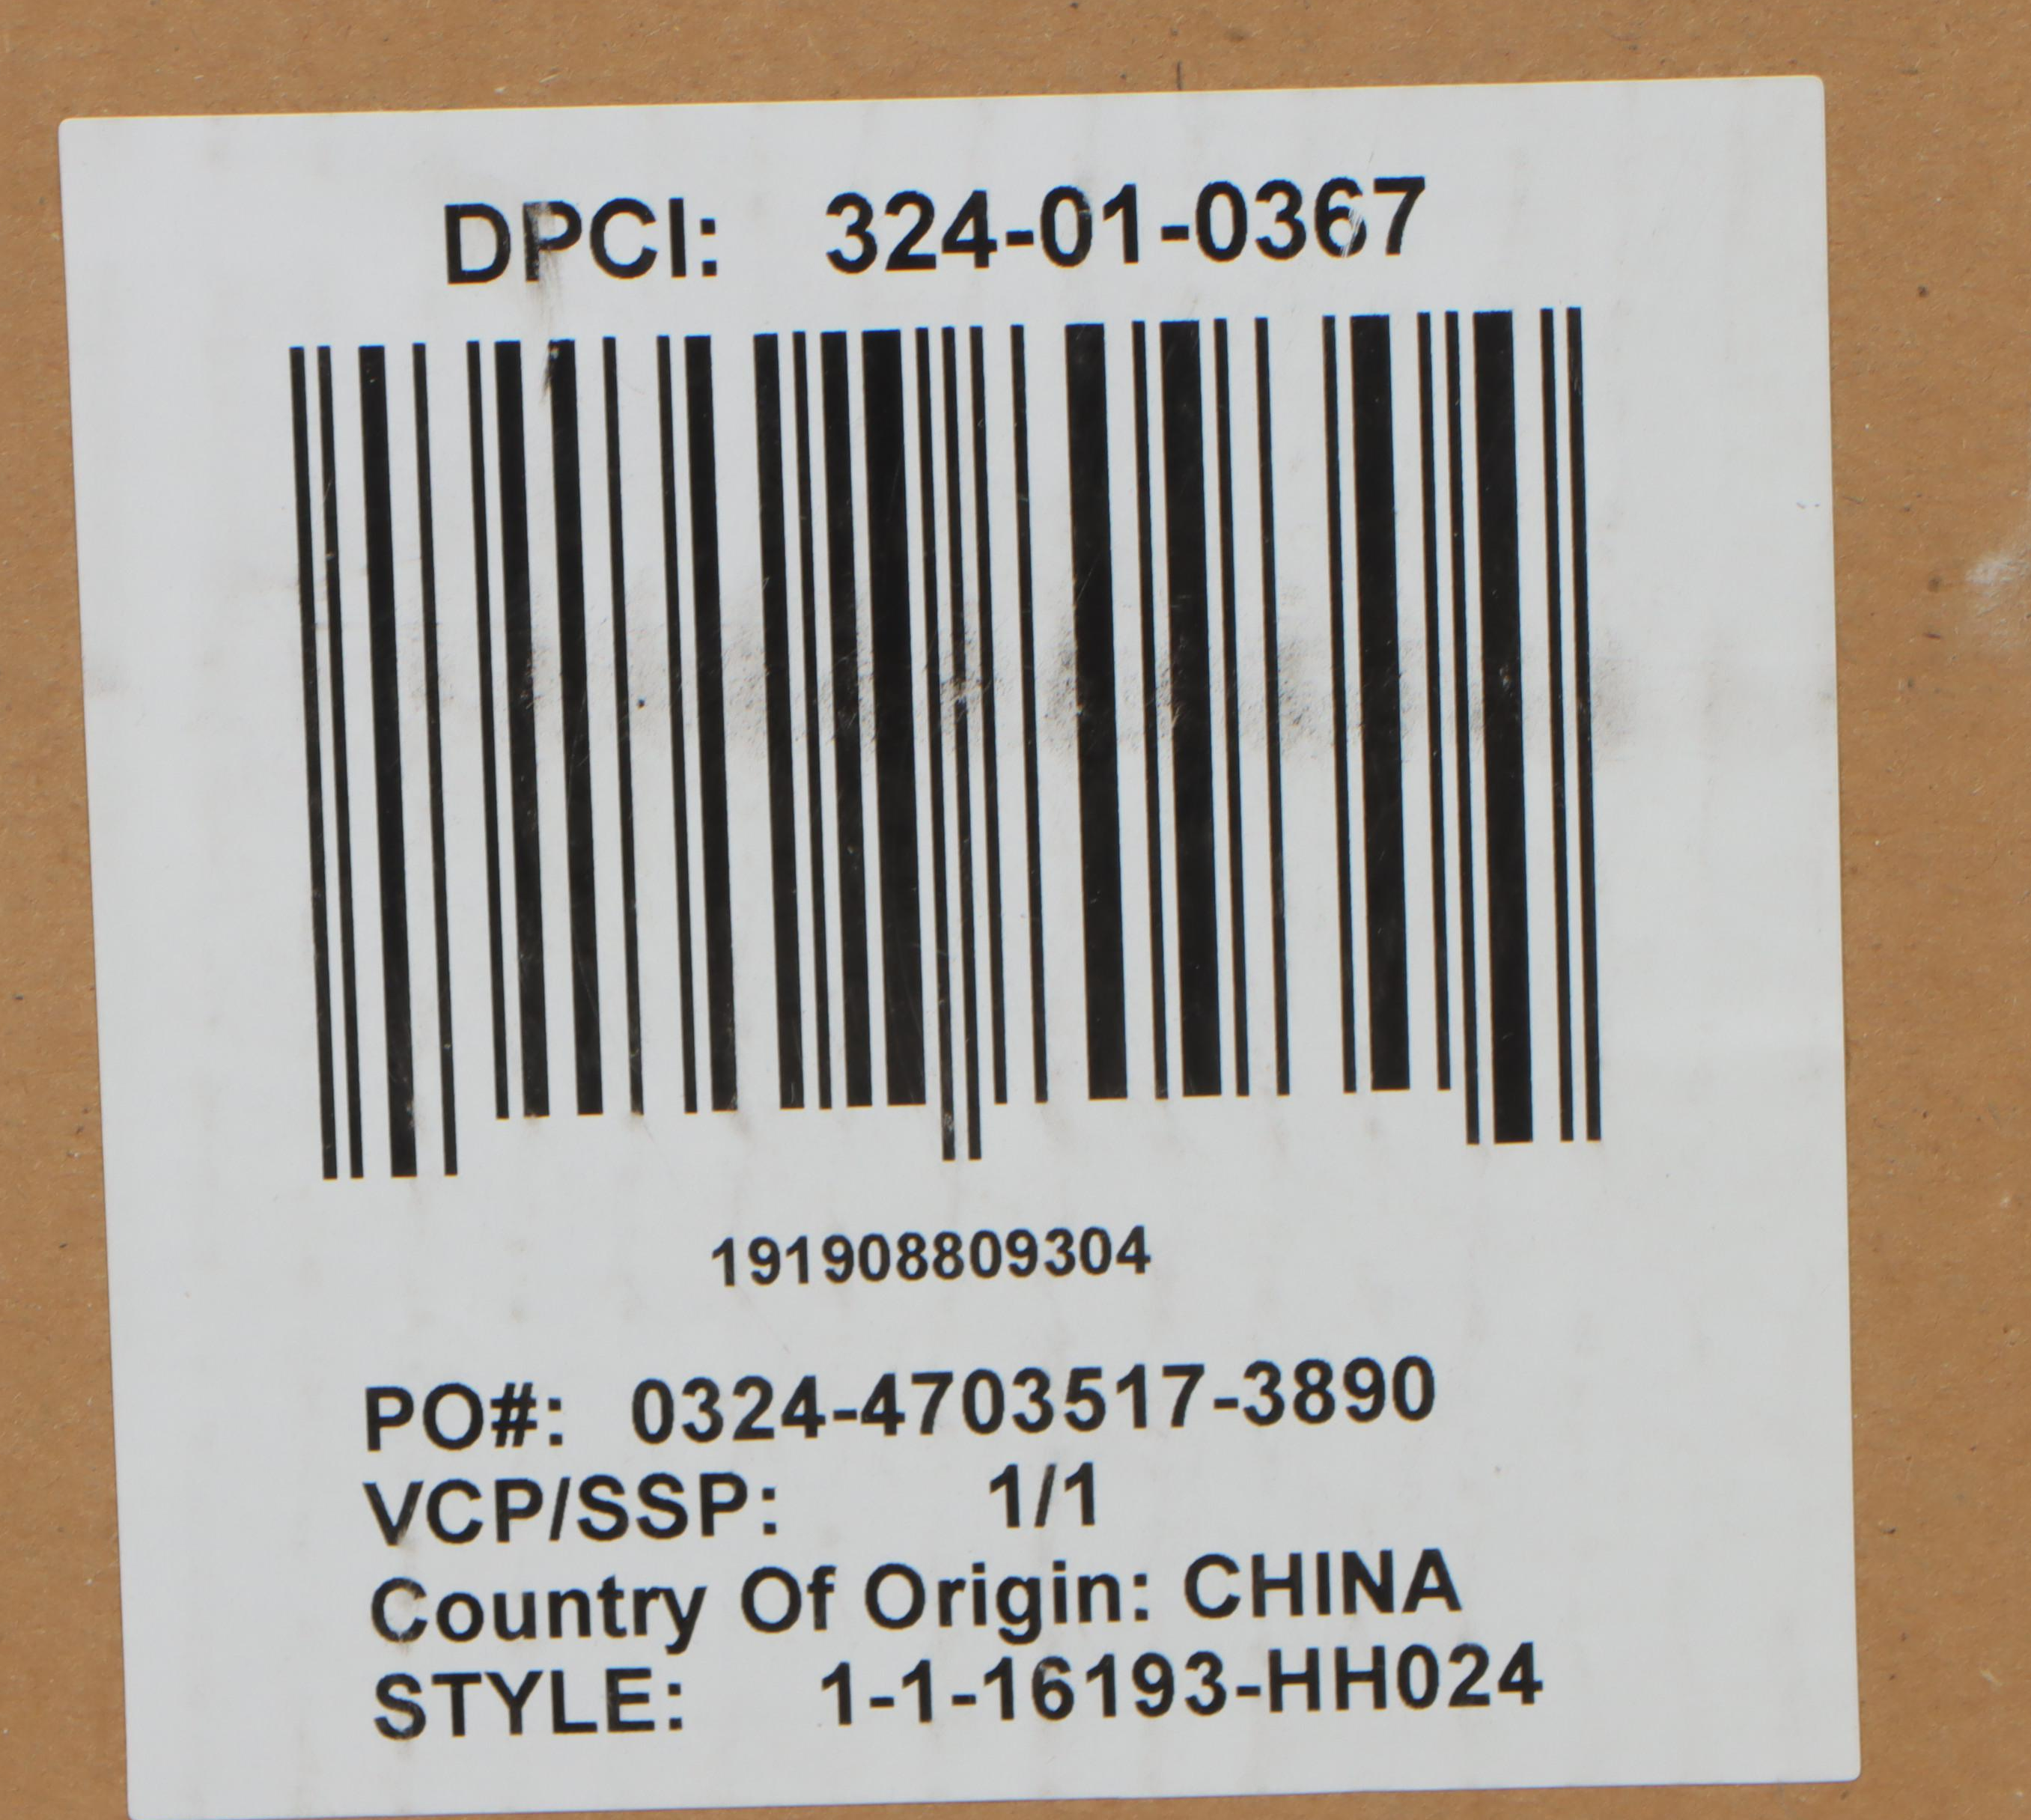 DPCI: 324-01-0367
191908809304
PO#: 0324-4703517-3890
VCP/SSP: 1/1
Country Of Origin: CHINA
STYLE: 1-1-16193-HH024